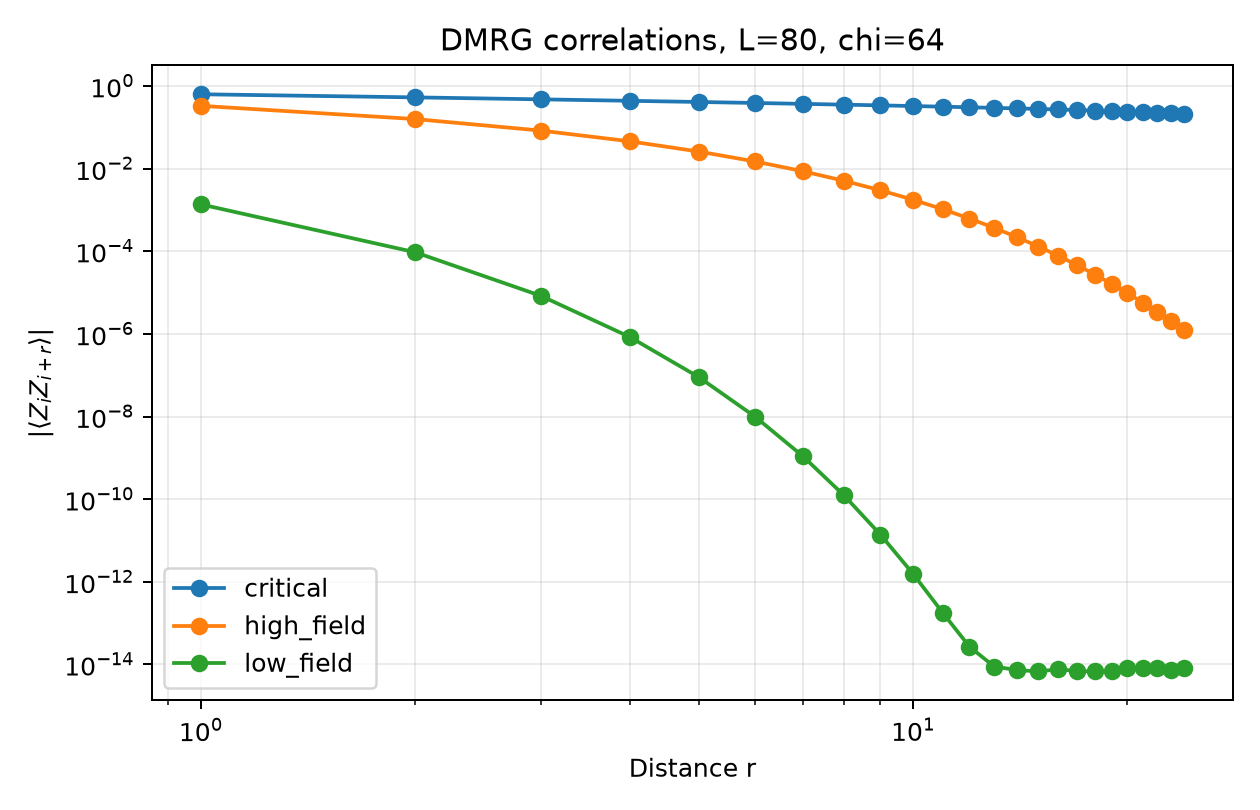 DMRG correlations, L=80, chi=64
|⟨Z_i Z_{i+r}⟩|
10^0
10^{-2}
10^{-4}
10^{-6}
10^{-8}
10^{-10}
10^{-12}
10^{-14}
critical
high_field
low_field
10^0
10^1
Distance r